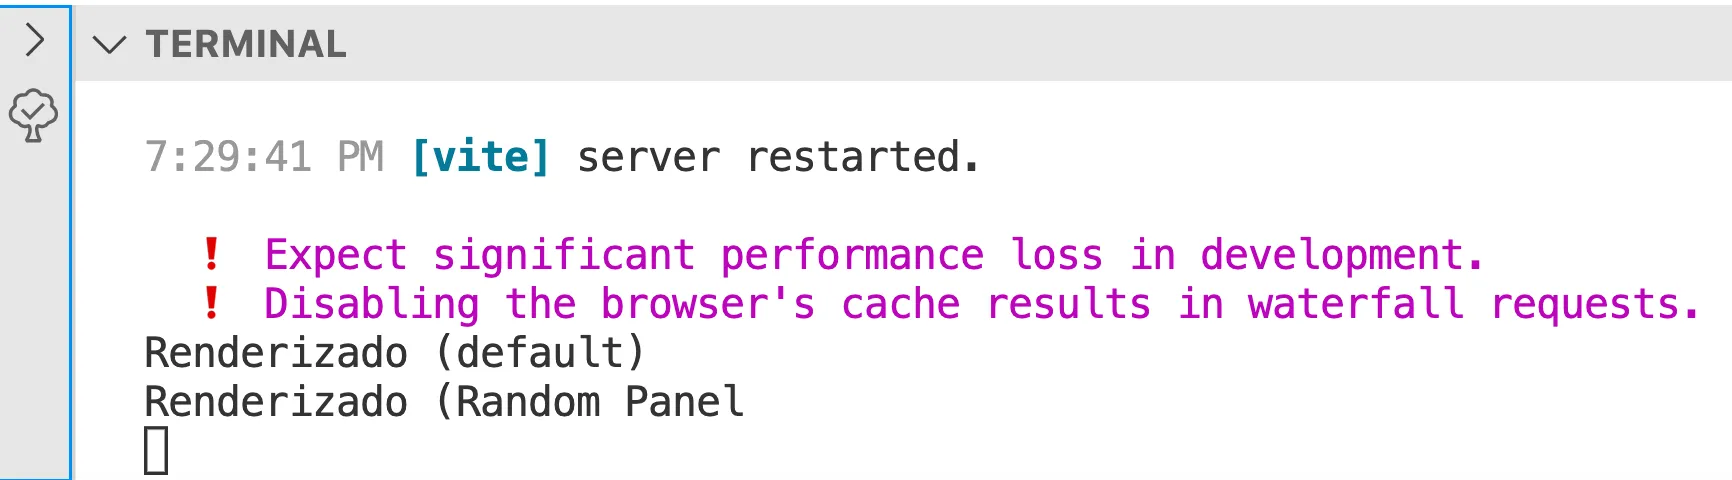 TERMINAL
7:29:41 PM [vite] server restarted.
! Expect significant performance loss in development.
! Disabling the browser's cache results in waterfall requests.
Renderizado (default)
Renderizado (Random Panel